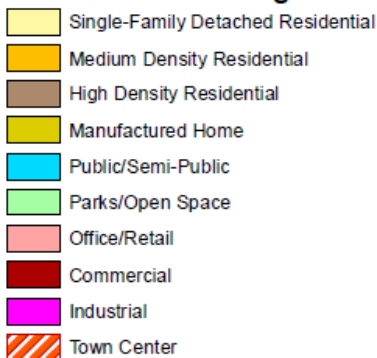 Single-Family Detached Residential
Medium Density Residential
High Density Residential
Manufactured Home
Public/Semi-Public
Parks/Open Space
Office/Retail
Commercial
Industrial
Town Center